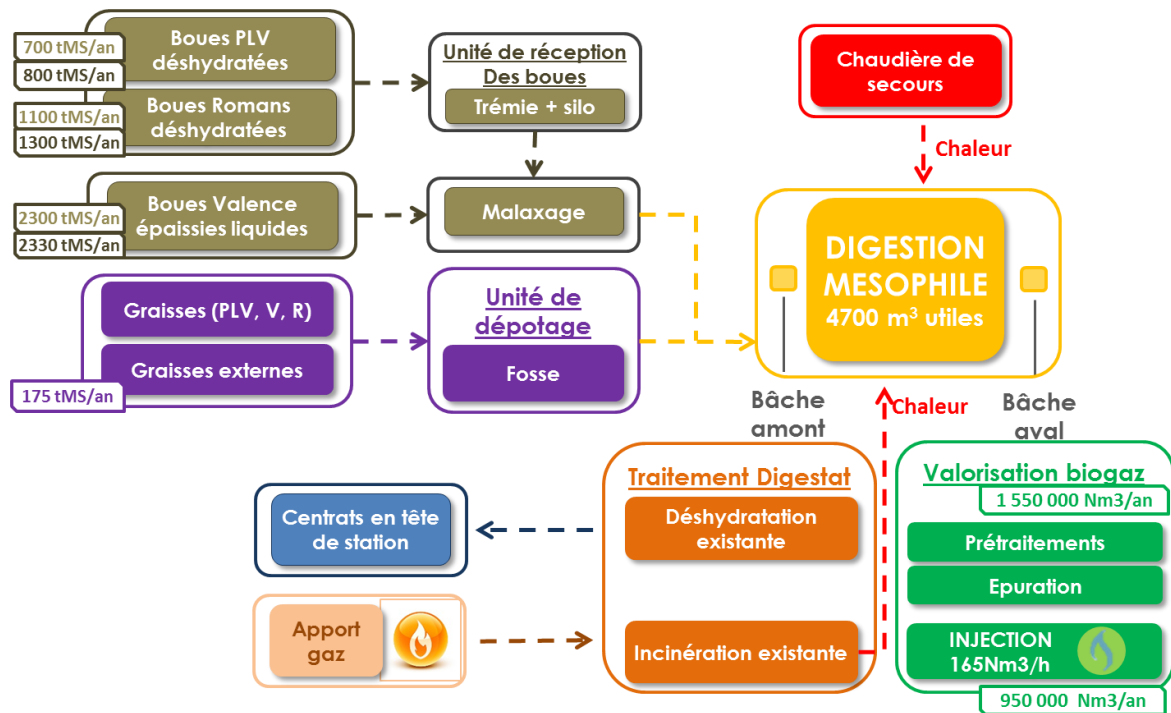 700 tMS/an
800 tMS/an
Boues PLV
déshydratées
1100 tMS/an
1300 tMS/an
Boues Romans
déshydratées
Unité de réception
Des boues
Trémie + silo
Chaudière de
secours
Chaleur
2300 tMS/an
2330 tMS/an
Boues Valence
épaissies liquides
Malaxage
DIGESTION
MESOPHILE
4700 m³ utiles
Graisses (PLV, V, R)
Graisses externes
175 tMS/an
Unité de
dépotage
Fosse
Bâche
amont
Chaleur
Bâche
aval
Traitement Digestat
Déshydratation
existante
Incinération existante
Centrats en tête
de station
Apport
gaz
Valorisation biogaz
1 550 000 Nm3/an
Prétraitements
Epuration
INJECTION
165Nm3/h
950 000 Nm3/an